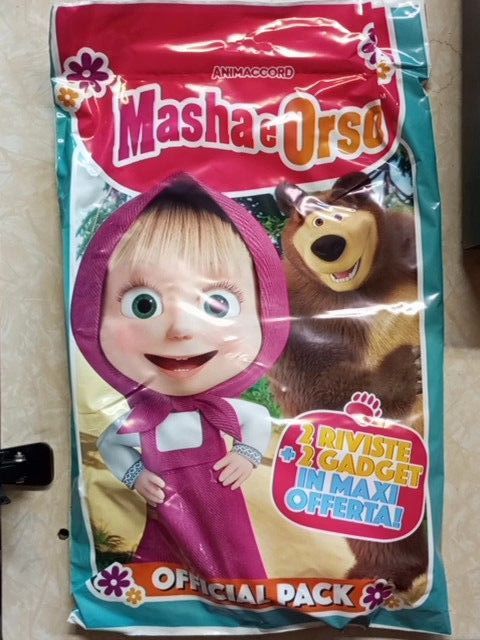 ANIMACCORD
Masha e Orso
2 RIVISTE
+ 2 GADGET
IN MAXI
OFFERTA!
OFFICIAL PACK